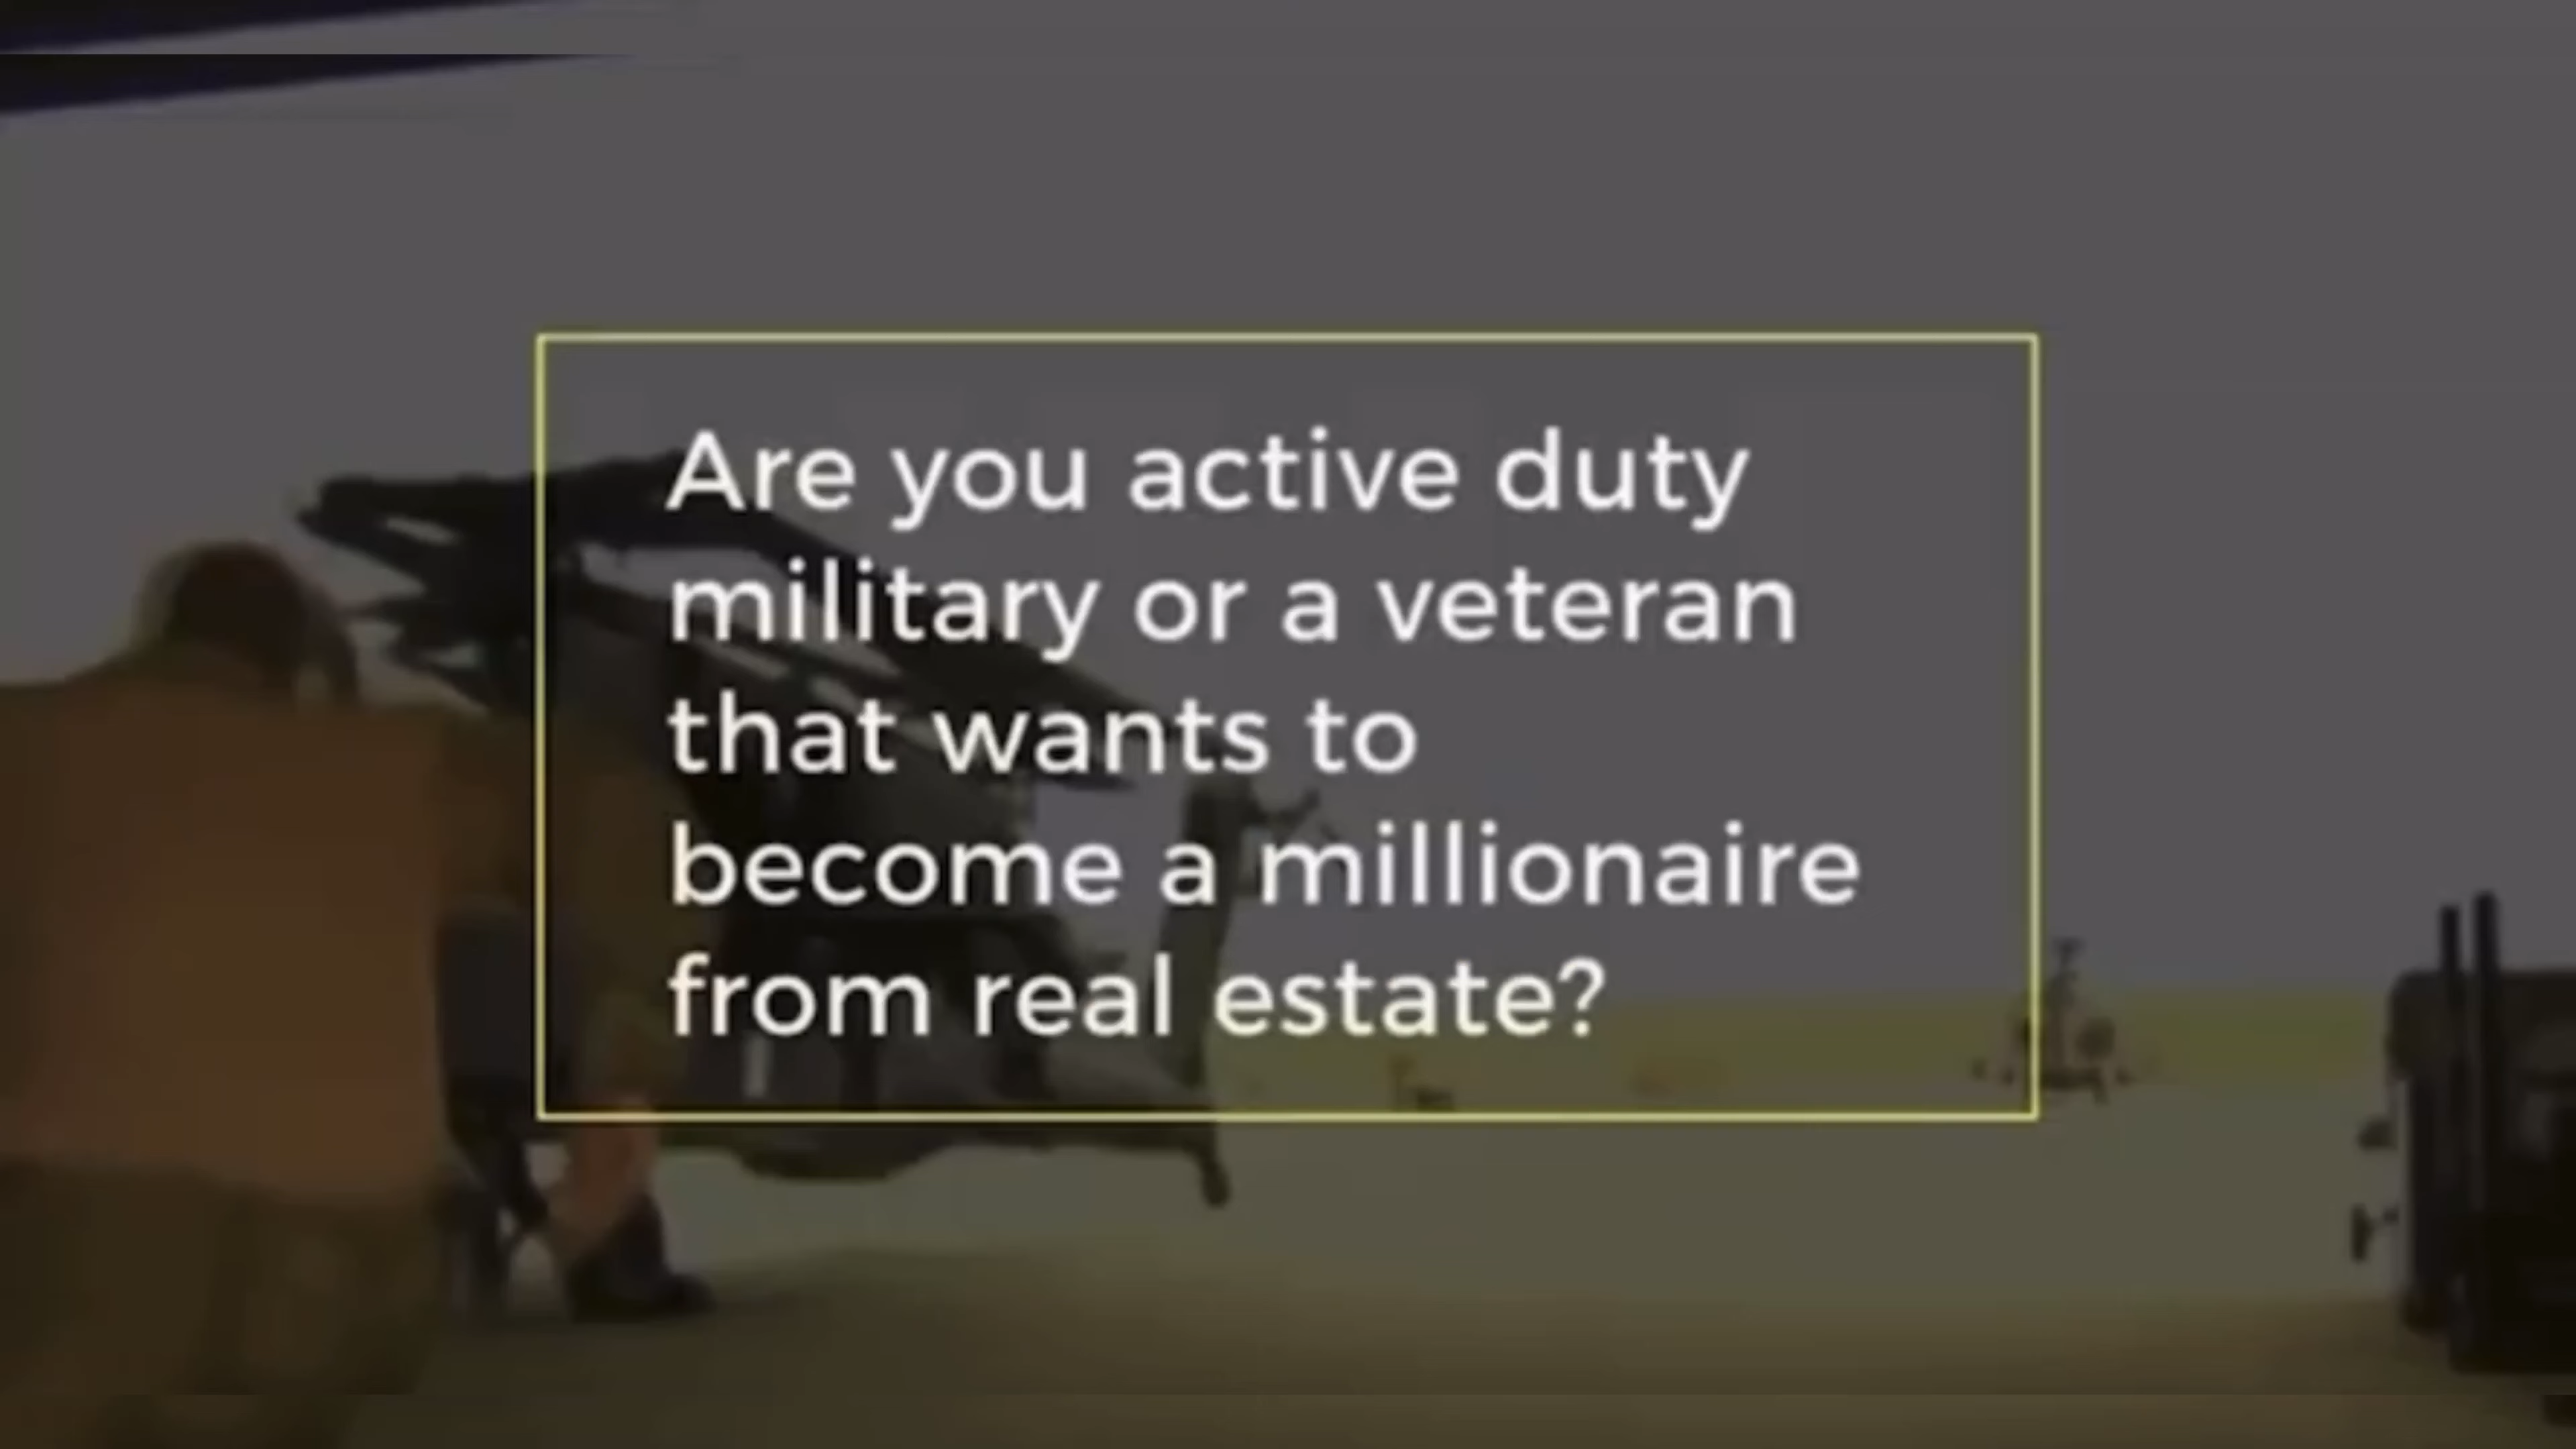 Are you active duty
military or a veteran
that wants to
become a millionaire
from real estate?